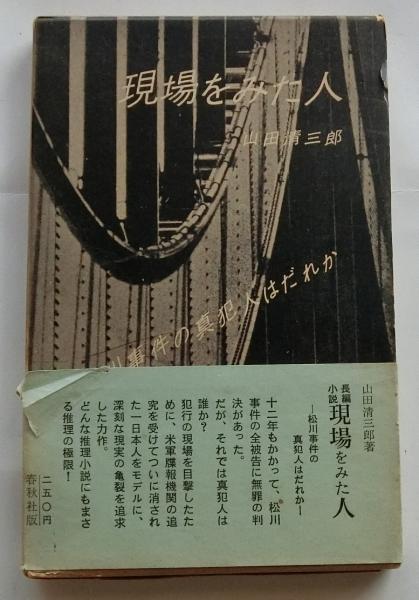 現場をみた人
山田清三郎
川事件の真犯人はだれか
山田清三郎著
長編
小説
現場をみた人
―松川事件の
真犯人はだれか―
十二年もかかって、松川
事件の全被告に無罪の判
決があった。
だが、それでは真犯人は
誰か?
犯行の現場を目撃したた
めに、米軍諜報機関の追
究を受けてついに消され
た一日本人をモデルに、
深刻な現実の亀裂を追求
した力作。
どんな推理小説にもまさ
る推理の極限!
二五〇円
春秋社版